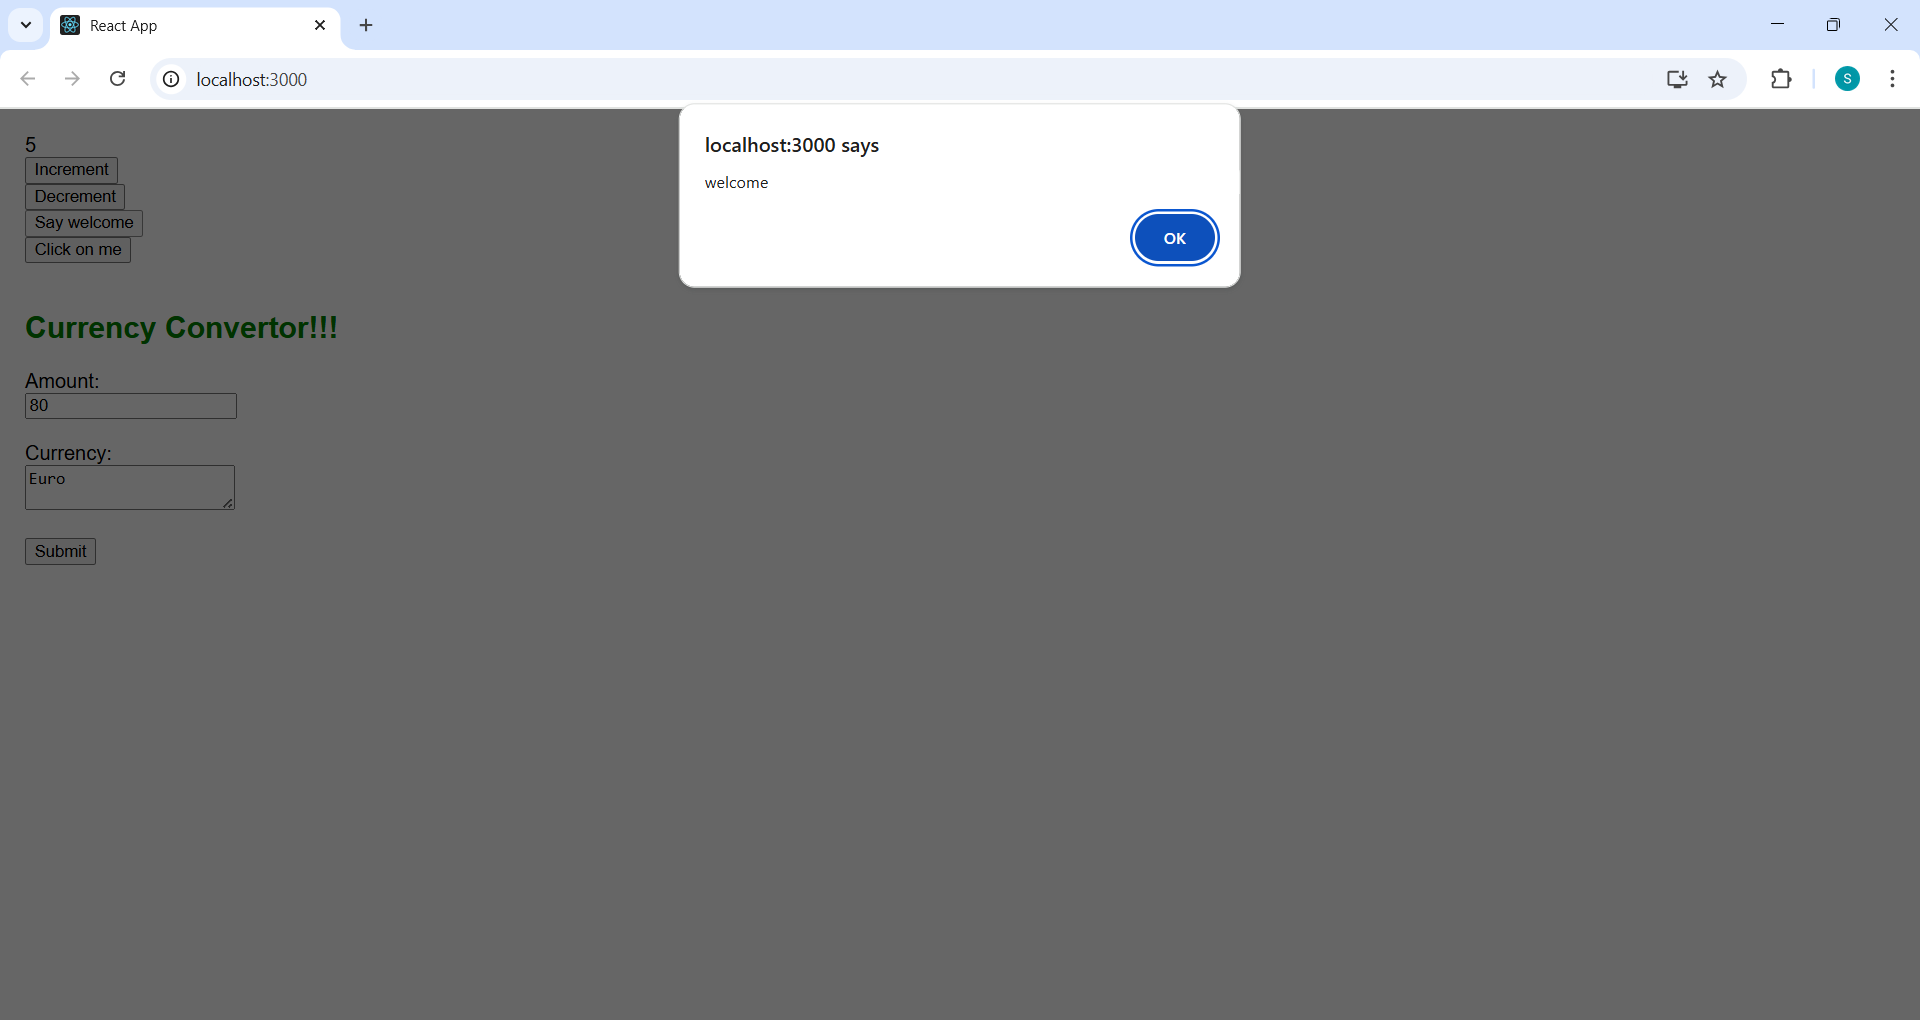 React App
localhost:3000
S
localhost:3000 says
welcome
OK
5
Increment
Decrement
Say welcome
Click on me
Currency Convertor!!!
Amount:
80
Currency:
Euro
Submit